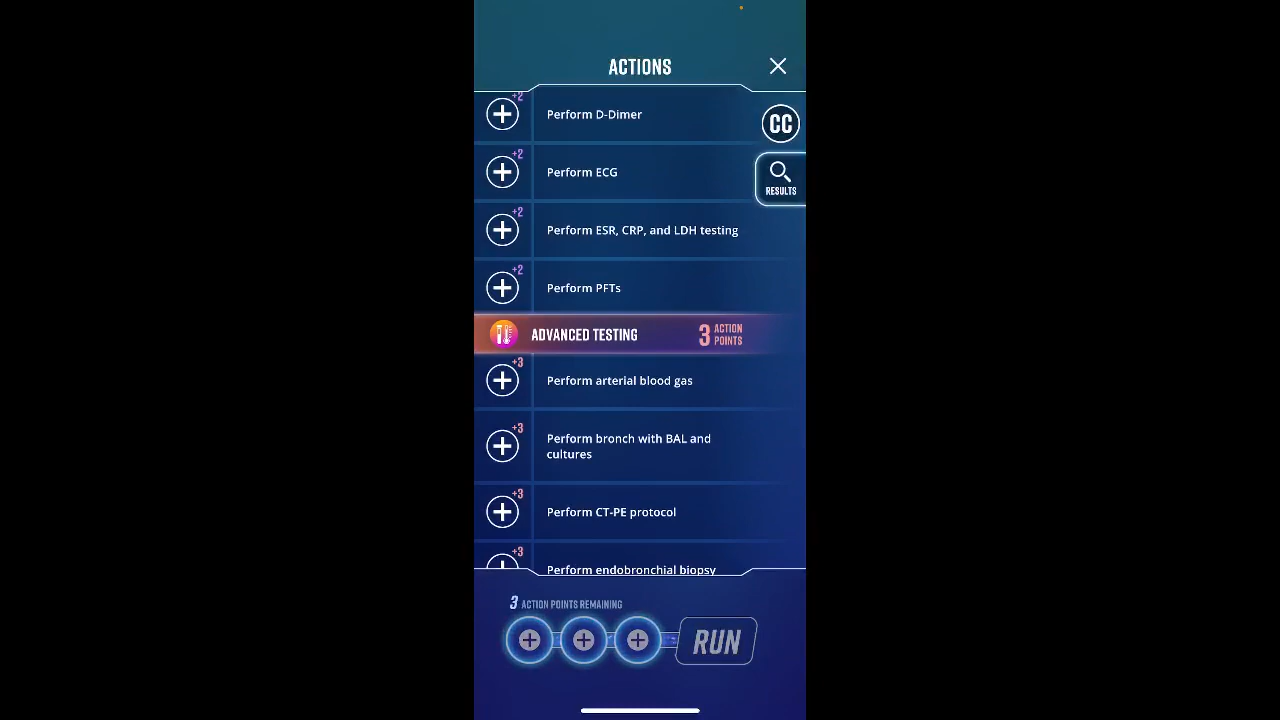 ACTIONS
+2
Perform D-Dimer
CC
+2
Perform ECG
RESULTS
+2
Perform ESR, CRP, and LDH testing
+2
Perform PFTs
ADVANCED TESTING
3 ACTION
POINTS
+3
Perform arterial blood gas
+3
Perform bronch with BAL and
cultures
+3
Perform CT-PE protocol
+3
Perform endobronchial biopsy
3 ACTION POINTS REMAINING
RUN